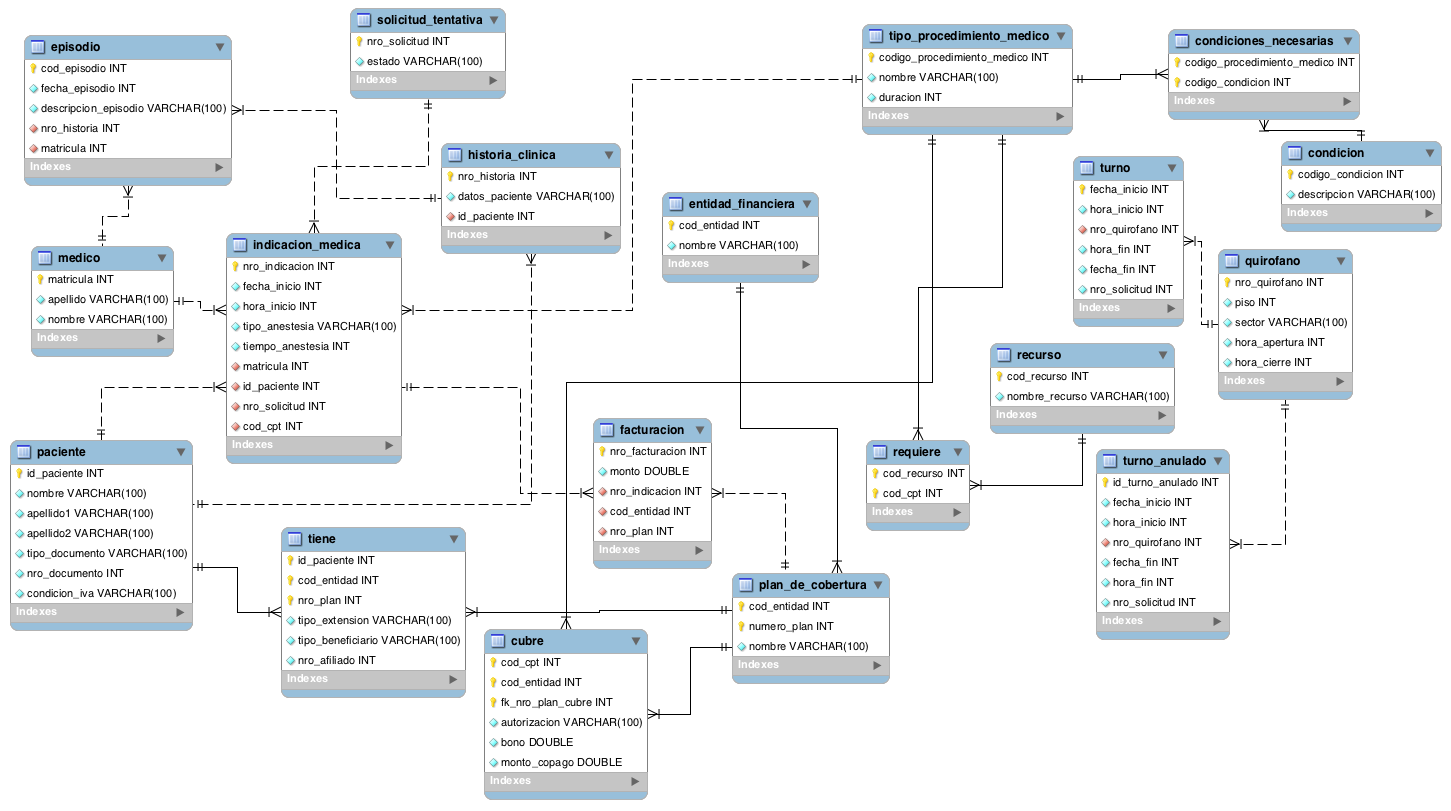 solicitud_tentativa
nro_solicitud INT
estado VARCHAR(100)
Indexes
episodio
cod_episodio INT
fecha_episodio INT
descripcion_episodio VARCHAR(100)
nro_historia INT
matricula INT
Indexes
tipo_procedimiento_medico
codigo_procedimiento_medico INT
nombre VARCHAR(100)
duracion INT
Indexes
condiciones_necesarias
codigo_procedimiento_medico INT
codigo_condicion INT
Indexes
historia_clinica
nro_historia INT
datos_paciente VARCHAR(100)
id_paciente INT
Indexes
condicion
codigo_condicion INT
descripcion VARCHAR(100)
Indexes
turno
fecha_inicio INT
hora_inicio INT
nro_quirofano INT
hora_fin INT
fecha_fin INT
nro_solicitud INT
Indexes
entidad_financiera
cod_entidad INT
nombre VARCHAR(100)
Indexes
indicacion_medica
nro_indicacion INT
fecha_inicio INT
hora_inicio INT
tipo_anestesia VARCHAR(100)
tiempo_anestesia INT
matricula INT
id_paciente INT
nro_solicitud INT
cod_cpt INT
Indexes
medico
matricula INT
apellido VARCHAR(100)
nombre VARCHAR(100)
Indexes
quirofano
nro_quirofano INT
piso INT
sector VARCHAR(100)
hora_apertura INT
hora_cierre INT
Indexes
recurso
cod_recurso INT
nombre_recurso VARCHAR(100)
Indexes
facturacion
nro_facturacion INT
monto DOUBLE
nro_indicacion INT
cod_entidad INT
nro_plan INT
Indexes
requiere
cod_recurso INT
cod_cpt INT
Indexes
paciente
id_paciente INT
nombre VARCHAR(100)
apellido1 VARCHAR(100)
apellido2 VARCHAR(100)
tipo_documento VARCHAR(100)
nro_documento INT
condicion_iva VARCHAR(100)
Indexes
turno_anulado
id_turno_anulado INT
fecha_inicio INT
hora_inicio INT
nro_quirofano INT
fecha_fin INT
hora_fin INT
nro_solicitud INT
Indexes
tiene
id_paciente INT
cod_entidad INT
nro_plan INT
tipo_extension VARCHAR(100)
tipo_beneficiario VARCHAR(100)
nro_afiliado INT
Indexes
plan_de_cobertura
cod_entidad INT
numero_plan INT
nombre VARCHAR(100)
Indexes
cubre
cod_cpt INT
cod_entidad INT
fk_nro_plan_cubre INT
autorizacion VARCHAR(100)
bono DOUBLE
monto_copago DOUBLE
Indexes